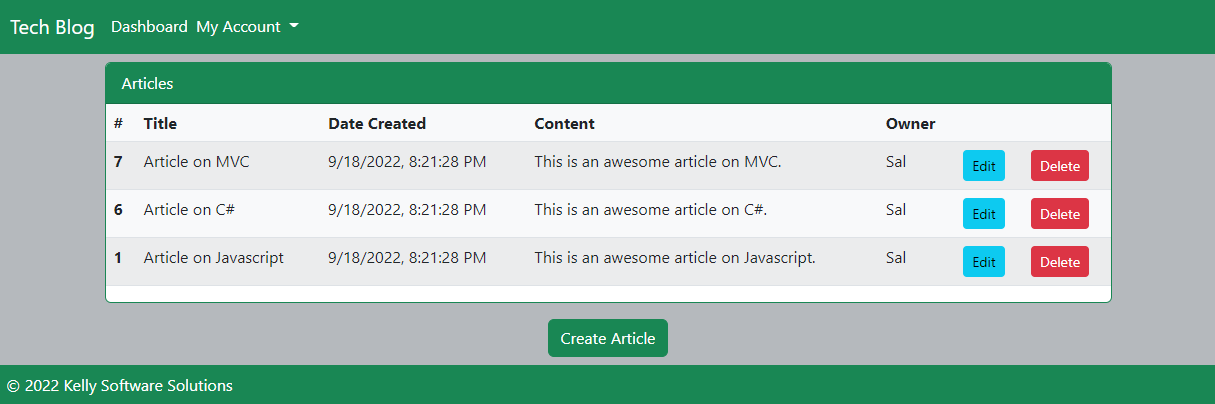 Tech Blog Dashboard My Account
Articles
# Title Date Created Content Owner
7 Article on MVC 9/18/2022, 8:21:28 PM This is an awesome article on MVC. Sal Edit Delete
6 Article on C# 9/18/2022, 8:21:28 PM This is an awesome article on C#. Sal Edit Delete
1 Article on Javascript 9/18/2022, 8:21:28 PM This is an awesome article on Javascript. Sal Edit Delete
Create Article
© 2022 Kelly Software Solutions